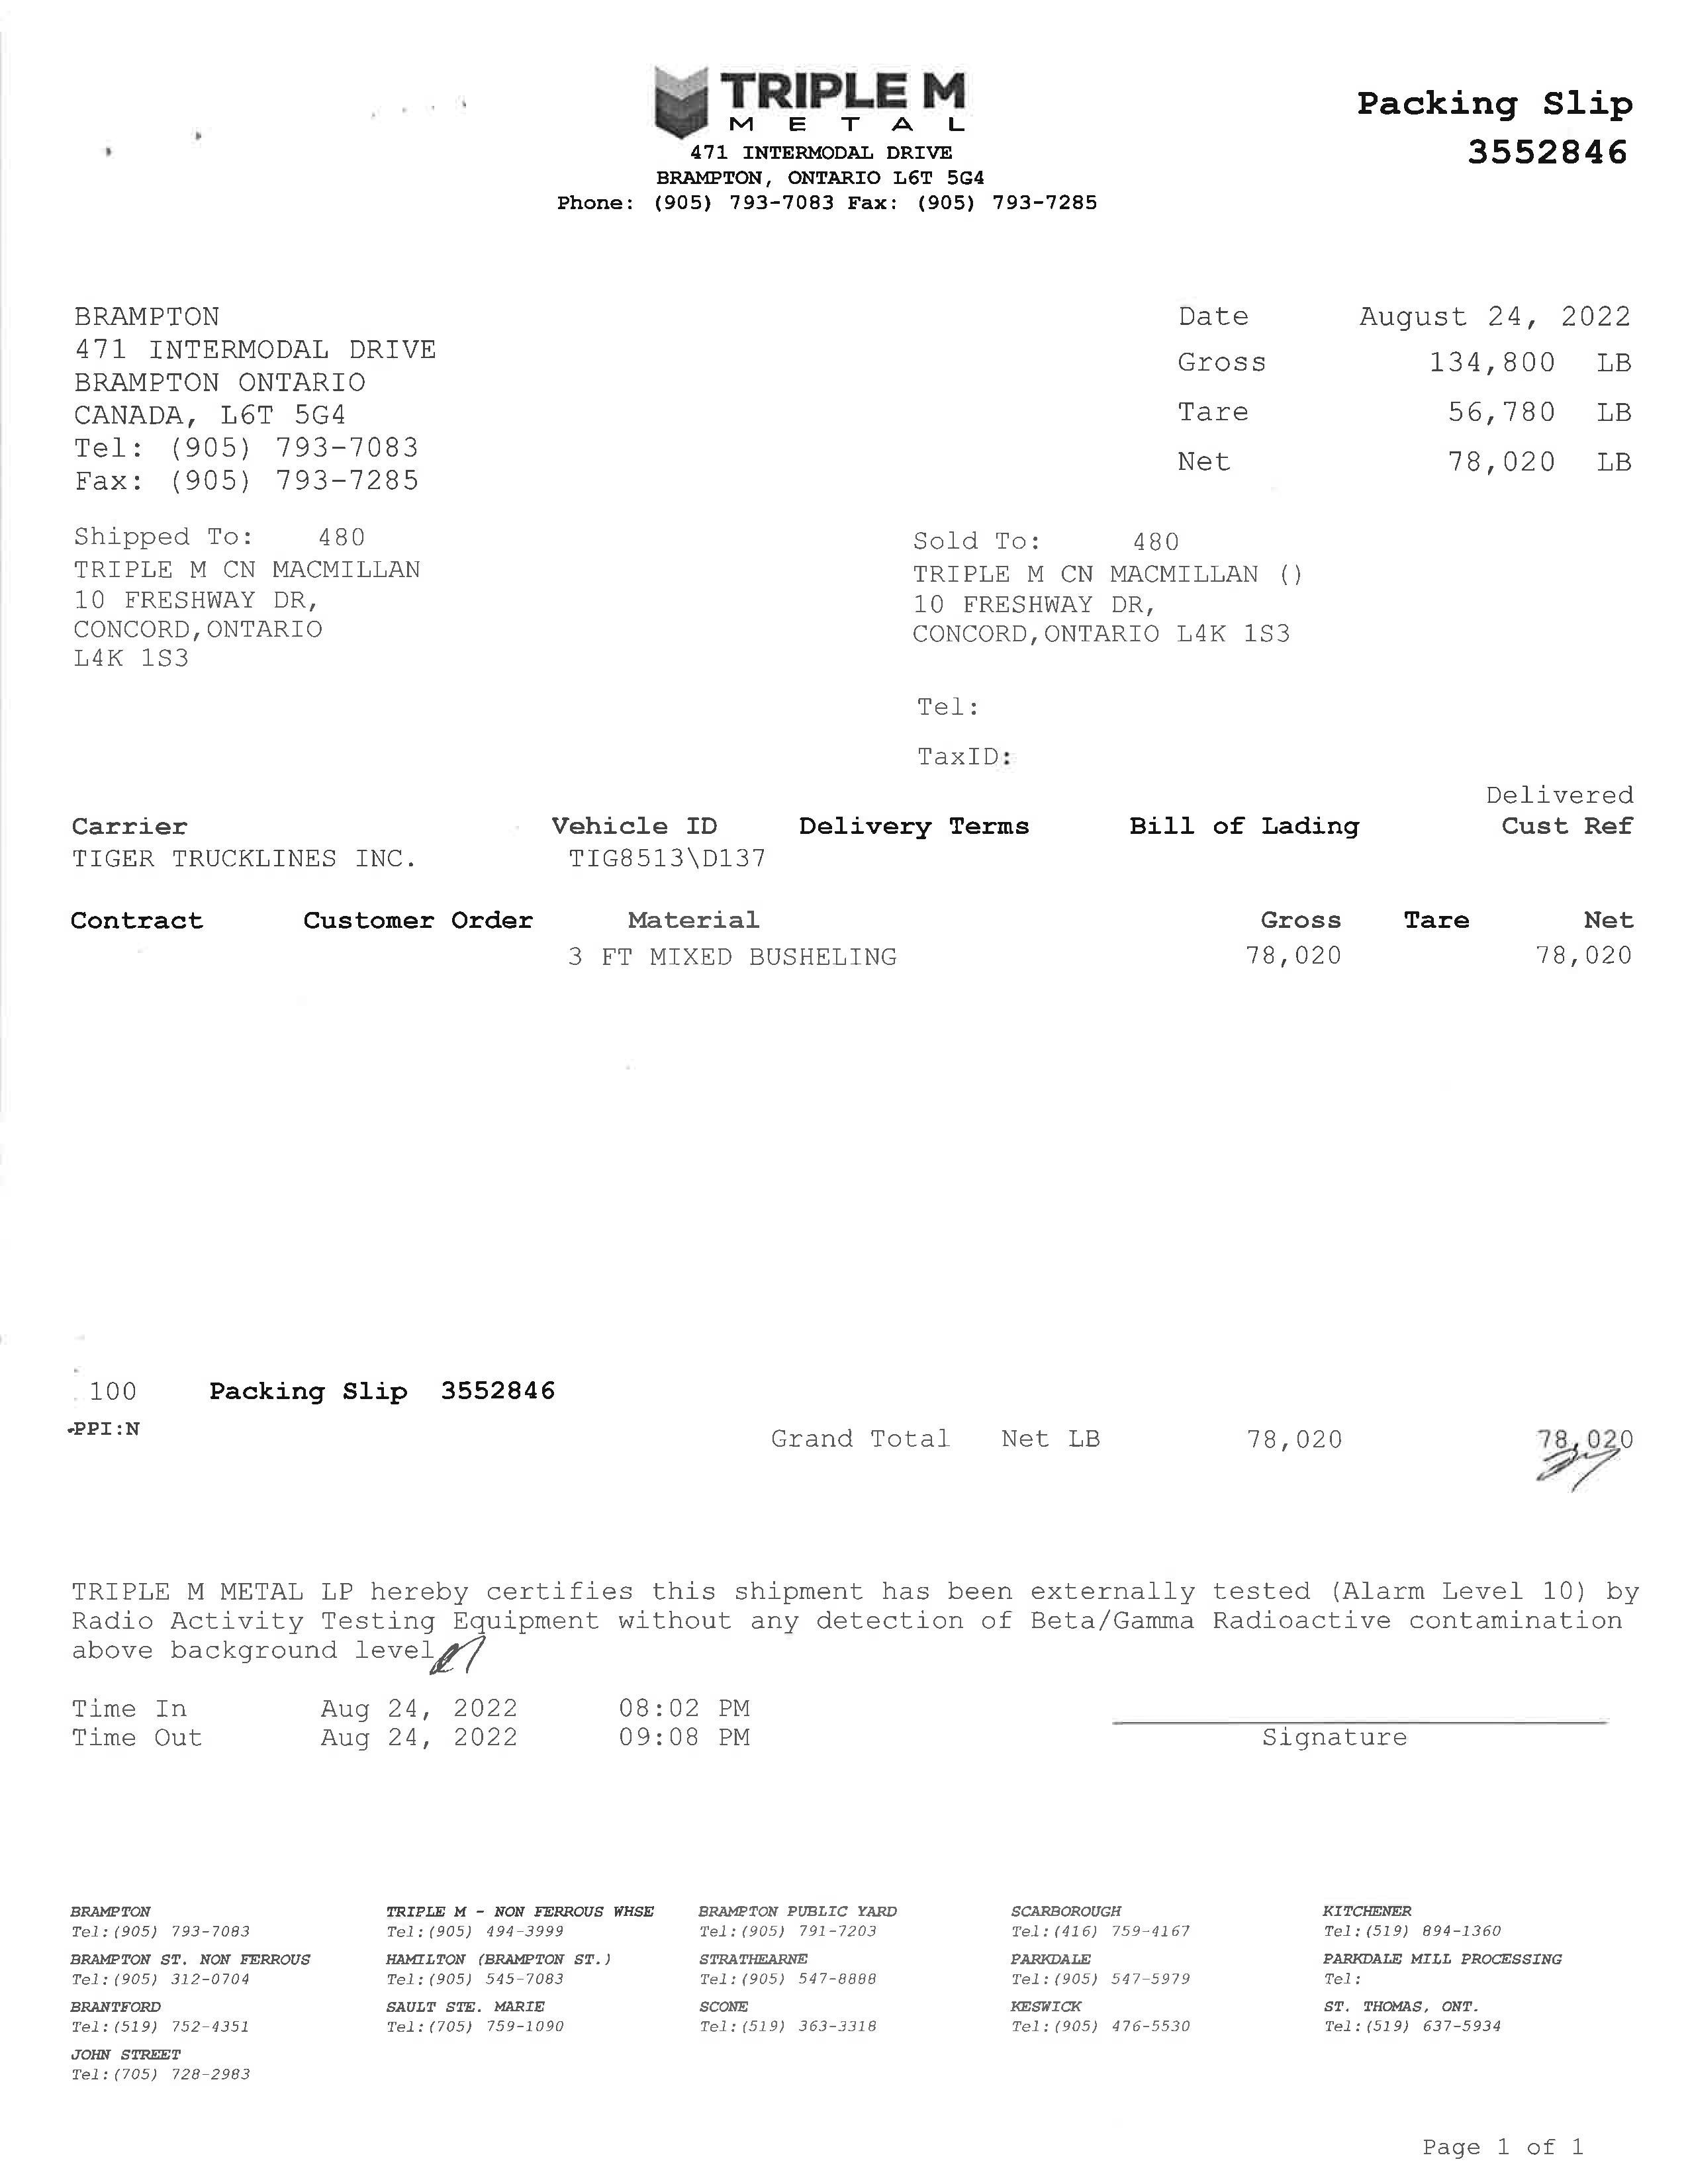 TRIPLE M
METAL
471 INTERMODAL DRIVE
BRAMPTON, ONTARIO L6T 5G4
Phone: (905) 793-7083 Fax: (905) 793-7285
Packing Slip
3552846
BRAMPTON
471 INTERMODAL DRIVE
BRAMPTON ONTARIO
CANADA, L6T 5G4
Tel: (905) 793-7083
Fax: (905) 793-7285
Date August 24, 2022
Gross 134,800 LB
Tare 56,780 LB
Net 78,020 LB
Shipped To: 480
TRIPLE M CN MACMILLAN
10 FRESHWAY DR,
CONCORD, ONTARIO
L4K 1S3
Sold To: 480
TRIPLE M CN MACMILLAN ()
10 FRESHWAY DR,
CONCORD, ONTARIO L4K 1S3
Tel:
TaxID:
Delivered
Carrier Vehicle ID Delivery Terms Bill of Lading Cust Ref
TIGER TRUCKLINES INC. TIG8513\D137
Contract Customer Order Material Gross Tare Net
3 FT MIXED BUSHELING 78,020 78,020
100 Packing Slip 3552846
PPI:N
Grand Total Net LB 78,020 78,020
TRIPLE M METAL LP hereby certifies this shipment has been externally tested (Alarm Level 10) by
Radio Activity Testing Equipment without any detection of Beta/Gamma Radioactive contamination
above background level
Time In Aug 24, 2022 08:02 PM
Time Out Aug 24, 2022 09:08 PM
Signature
BRAMPTON TRIPLE M - NON FERROUS WHSE BRAMPTON PUBLIC YARD SCARBOROUGH KITCHENER
Tel:(905) 793-7083 Tel:(905) 494-3999 Tel:(905) 791-7203 Tel:(416) 759-4167 Tel:(519) 894-1360
BRAMPTON ST. NON FERROUS HAMILTON (BRAMPTON ST.) STRATHEARNE PARKDALE PARKDALE MILL PROCESSING
Tel:(905) 312-0704 Tel:(905) 545-7083 Tel:(905) 547-8888 Tel:(905) 547-5979 Tel:
BRANTFORD SAULT STE. MARIE SCONE KESWICK ST. THOMAS, ONT.
Tel:(519) 752-4351 Tel:(705) 759-1090 Tel:(519) 363-3318 Tel:(905) 476-5530 Tel:(519) 637-5934
JOHN STREET
Tel:(705) 728-2983
Page 1 of 1